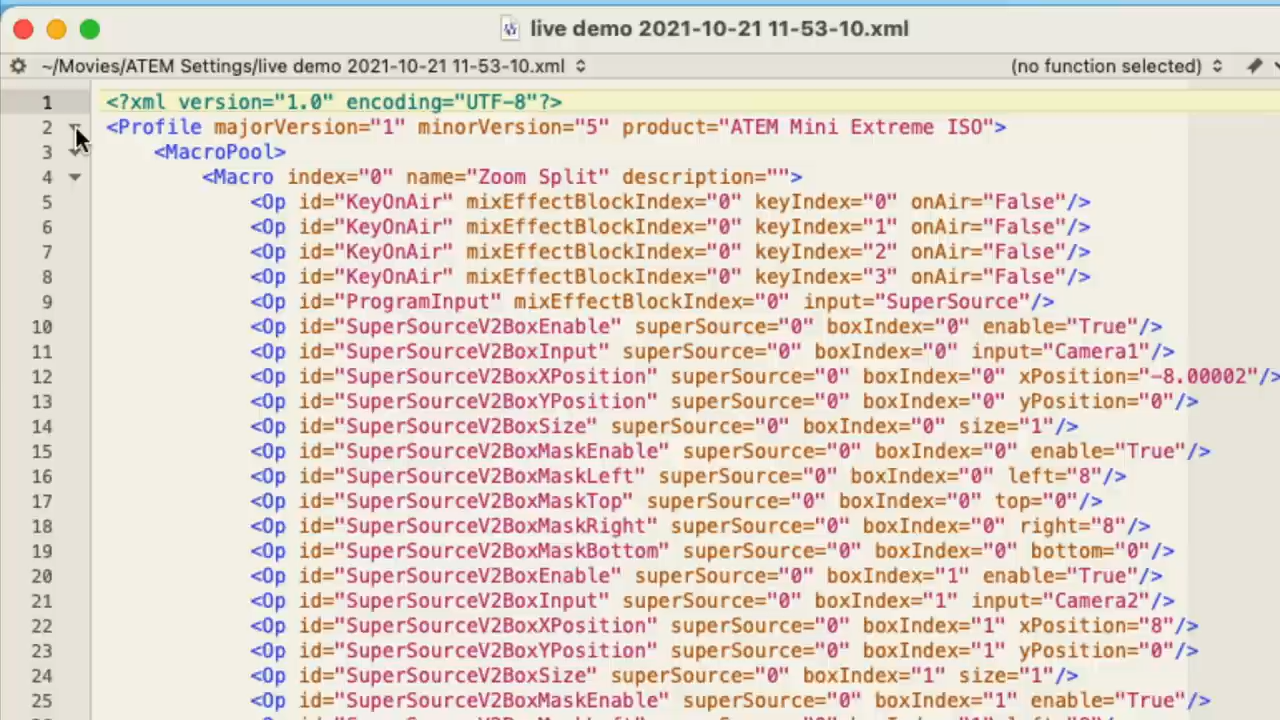 live demo 2021-10-21 11-53-10.xml
~/Movies/ATEM Settings/live demo 2021-10-21 11-53-10.xml (no function selected)
1 <?xml version="1.0" encoding="UTF-8"?>
2 <Profile majorVersion="1" minorVersion="5" product="ATEM Mini Extreme ISO">
3 <MacroPool>
4 <Macro index="0" name="Zoom Split" description="">
5 <Op id="KeyOnAir" mixEffectBlockIndex="0" keyIndex="0" onAir="False"/>
6 <Op id="KeyOnAir" mixEffectBlockIndex="0" keyIndex="1" onAir="False"/>
7 <Op id="KeyOnAir" mixEffectBlockIndex="0" keyIndex="2" onAir="False"/>
8 <Op id="KeyOnAir" mixEffectBlockIndex="0" keyIndex="3" onAir="False"/>
9 <Op id="ProgramInput" mixEffectBlockIndex="0" input="SuperSource"/>
10 <Op id="SuperSourceV2BoxEnable" superSource="0" boxIndex="0" enable="True"/>
11 <Op id="SuperSourceV2BoxInput" superSource="0" boxIndex="0" input="Camera1"/>
12 <Op id="SuperSourceV2BoxXPosition" superSource="0" boxIndex="0" xPosition="-8.00002"/>
13 <Op id="SuperSourceV2BoxYPosition" superSource="0" boxIndex="0" yPosition="0"/>
14 <Op id="SuperSourceV2BoxSize" superSource="0" boxIndex="0" size="1"/>
15 <Op id="SuperSourceV2BoxMaskEnable" superSource="0" boxIndex="0" enable="True"/>
16 <Op id="SuperSourceV2BoxMaskLeft" superSource="0" boxIndex="0" left="8"/>
17 <Op id="SuperSourceV2BoxMaskTop" superSource="0" boxIndex="0" top="0"/>
18 <Op id="SuperSourceV2BoxMaskRight" superSource="0" boxIndex="0" right="8"/>
19 <Op id="SuperSourceV2BoxMaskBottom" superSource="0" boxIndex="0" bottom="0"/>
20 <Op id="SuperSourceV2BoxEnable" superSource="0" boxIndex="1" enable="True"/>
21 <Op id="SuperSourceV2BoxInput" superSource="0" boxIndex="1" input="Camera2"/>
22 <Op id="SuperSourceV2BoxXPosition" superSource="0" boxIndex="1" xPosition="8"/>
23 <Op id="SuperSourceV2BoxYPosition" superSource="0" boxIndex="1" yPosition="0"/>
24 <Op id="SuperSourceV2BoxSize" superSource="0" boxIndex="1" size="1"/>
25 <Op id="SuperSourceV2BoxMaskEnable" superSource="0" boxIndex="1" enable="True"/>